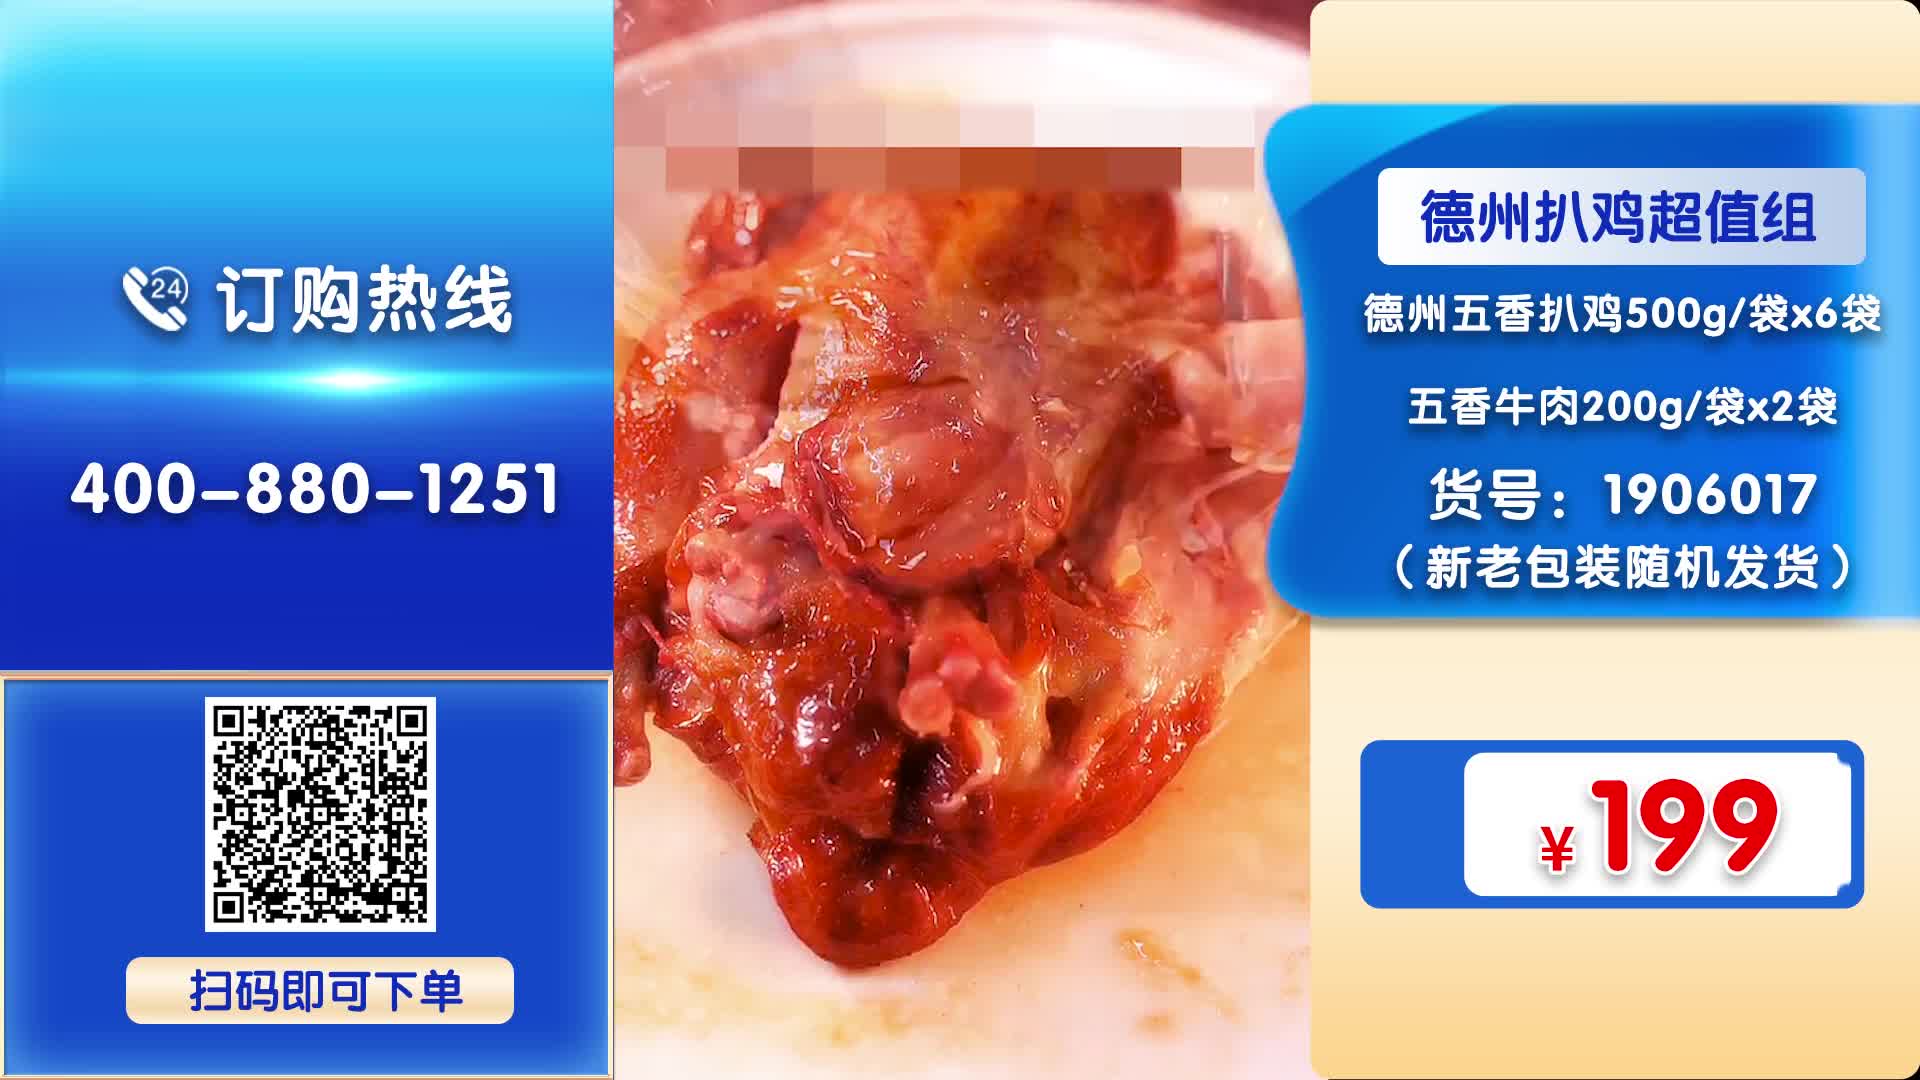 24
订购热线
400-880-1251
扫码即可下单
德州扒鸡超值组
德州五香扒鸡500g/袋x6袋
五香牛肉200g/袋x2袋
货号：1906017
（新老包装随机发货）
¥199